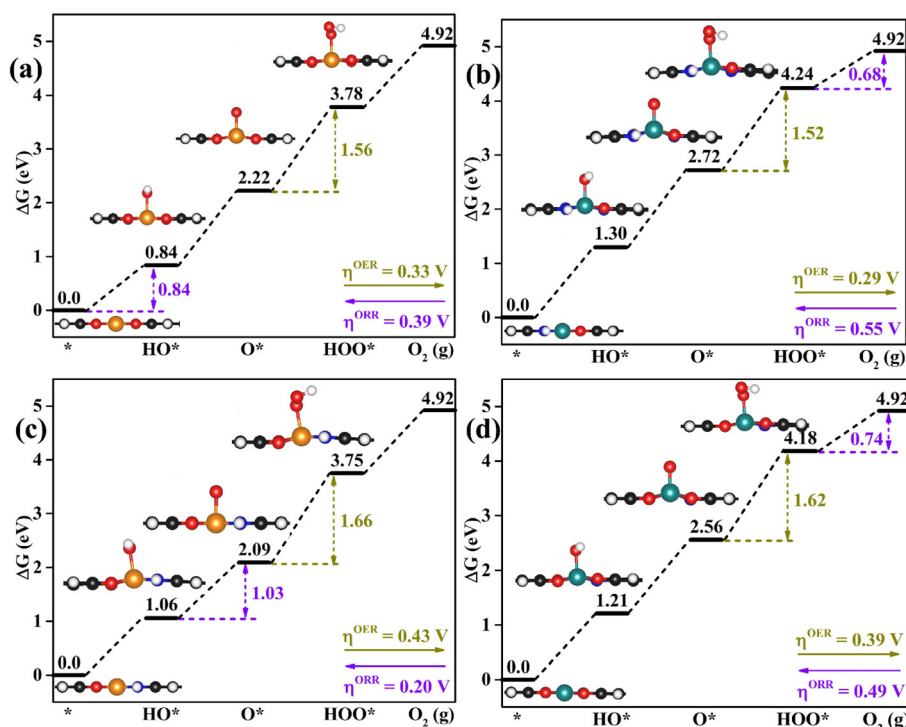 (a)
ΔG (eV)
5
4
3
2
1
0
0.0
0.84
2.22
3.78
4.92
0.84
1.56
η^OER = 0.33 V
η^ORR = 0.39 V
* HO* O* HOO* O₂ (g)
(b)
ΔG (eV)
5
4
3
2
1
0
0.0
1.30
2.72
4.24
4.92
1.52
0.68
η^OER = 0.29 V
η^ORR = 0.55 V
* HO* O* HOO* O₂ (g)
(c)
ΔG (eV)
5
4
3
2
1
0
0.0
1.06
2.09
3.75
4.92
1.03
1.66
η^OER = 0.43 V
η^ORR = 0.20 V
* HO* O* HOO* O₂ (g)
(d)
ΔG (eV)
5
4
3
2
1
0
0.0
1.21
2.56
4.18
4.92
1.62
0.74
η^OER = 0.39 V
η^ORR = 0.49 V
* HO* O* HOO* O₂ (g)